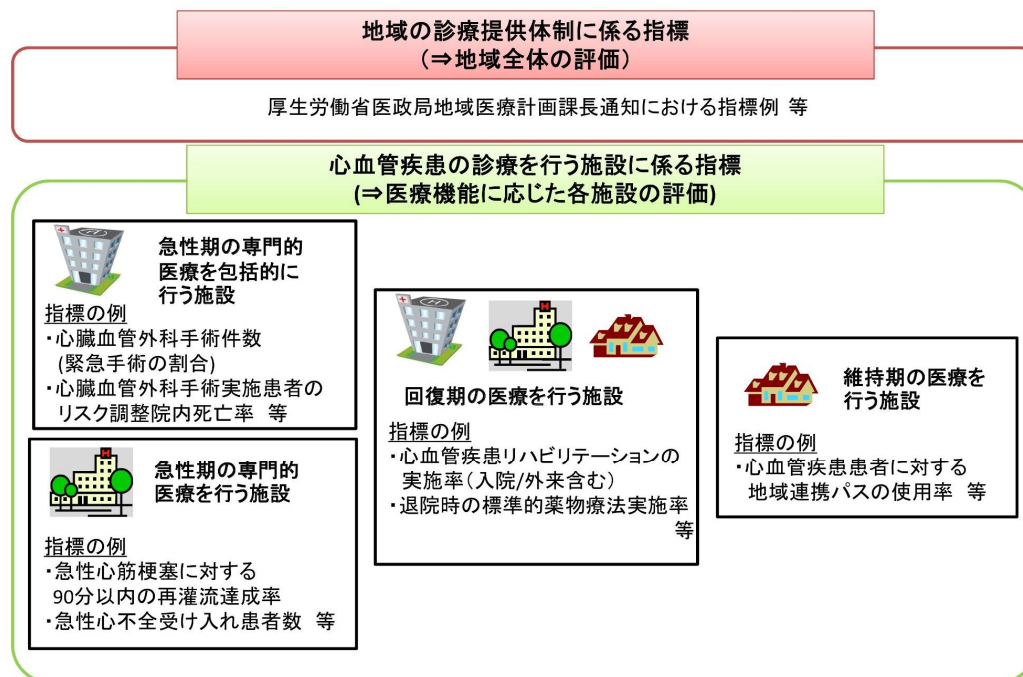 地域の診療提供体制に係る指標
(⇒地域全体の評価)
厚生労働省医政局地域医療計画課長通知における指標例 等
心血管疾患の診療を行う施設に係る指標
(⇒医療機能に応じた各施設の評価)
急性期の専門的
医療を包括的に
行う施設
指標の例
・心臓血管外科手術件数
(緊急手術の割合)
・心臓血管外科手術実施患者の
リスク調整院内死亡率 等
急性期の専門的
医療を行う施設
指標の例
・急性心筋梗塞に対する
90分以内の再灌流達成率
・急性心不全受け入れ患者数 等
回復期の医療を行う施設
指標の例
・心血管疾患リハビリテーションの
実施率(入院/外来含む)
・退院時の標準的薬物療法実施率
等
維持期の医療を
行う施設
指標の例
・心血管疾患患者に対する
地域連携パスの使用率 等